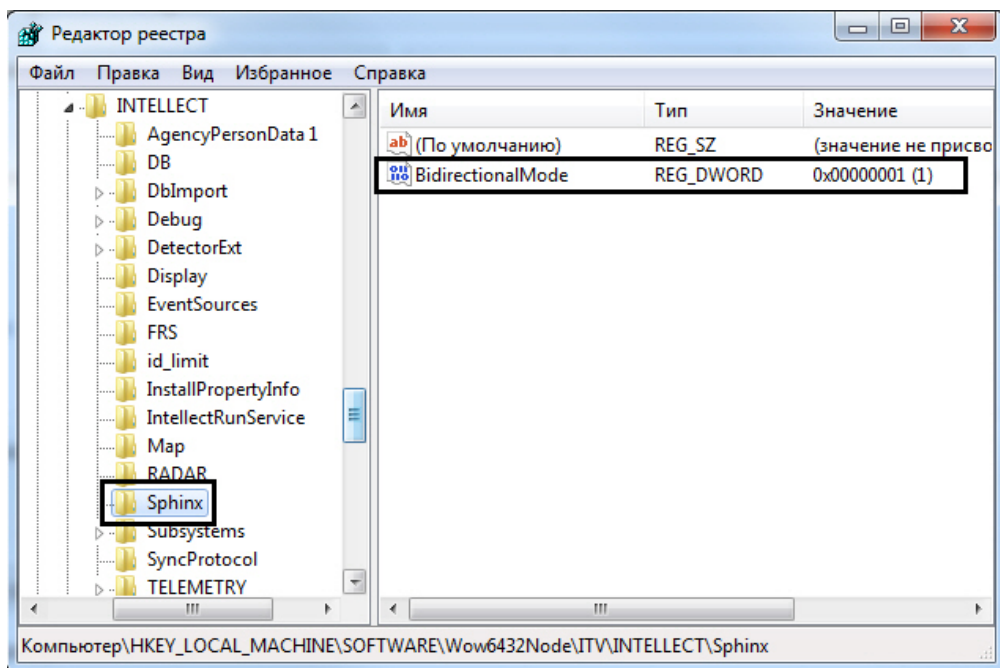 Редактор реестра
Файл Правка Вид Избранное Справка
INTELLECT
AgencyPersonData 1
DB
DbImport
Debug
DetectorExt
Display
EventSources
FRS
id_limit
InstallPropertyInfo
IntellectRunService
Map
RADAR
Sphinx
Subsystems
SyncProtocol
TELEMETRY
Имя Тип Значение
(По умолчанию) REG_SZ (значение не присво
BidirectionalMode REG_DWORD 0x00000001 (1)
Компьютер\HKEY_LOCAL_MACHINE\SOFTWARE\Wow6432Node\ITV\INTELLECT\Sphinx